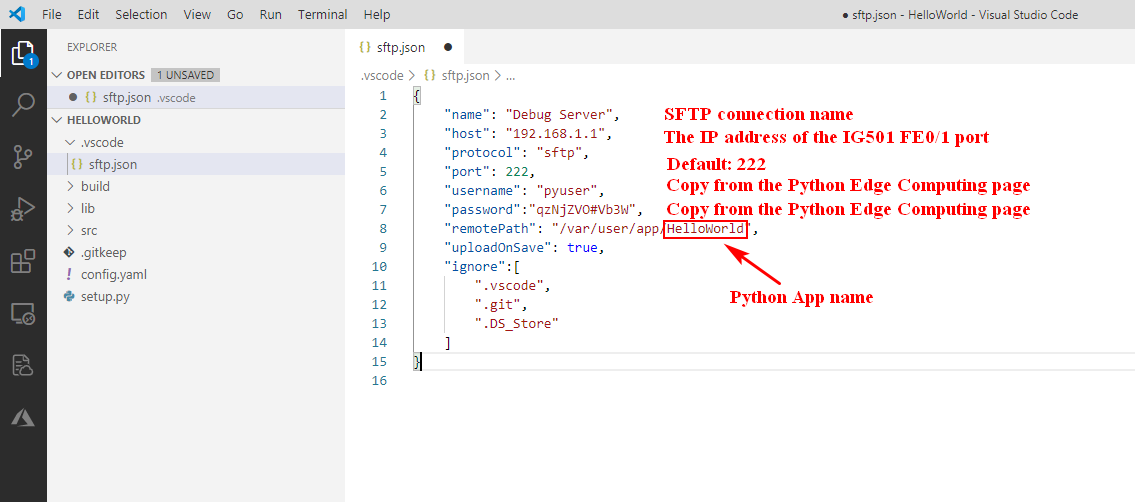 File Edit Selection View Go Run Terminal Help ● sftp.json - HelloWorld - Visual Studio Code
EXPLORER
OPEN EDITORS 1 UNSAVED
● {} sftp.json .vscode
HELLOWORLD
.vscode
{} sftp.json
build
lib
src
.gitkeep
! config.yaml
setup.py
1
{} sftp.json ●
.vscode > {} sftp.json > ...
1 {
2 "name": "Debug Server", SFTP connection name
3 "host": "192.168.1.1", The IP address of the IG501 FE0/1 port
4 "protocol": "sftp",
5 "port": 222, Default: 222
6 "username": "pyuser", Copy from the Python Edge Computing page
7 "password":"qzNjZVO#Vb3W", Copy from the Python Edge Computing page
8 "remotePath": "/var/user/app/HelloWorld",
9 "uploadOnSave": true,
10 "ignore":[
11 ".vscode",
12 ".git",
13 ".DS_Store"
14 ]
15 }
16
Python App name